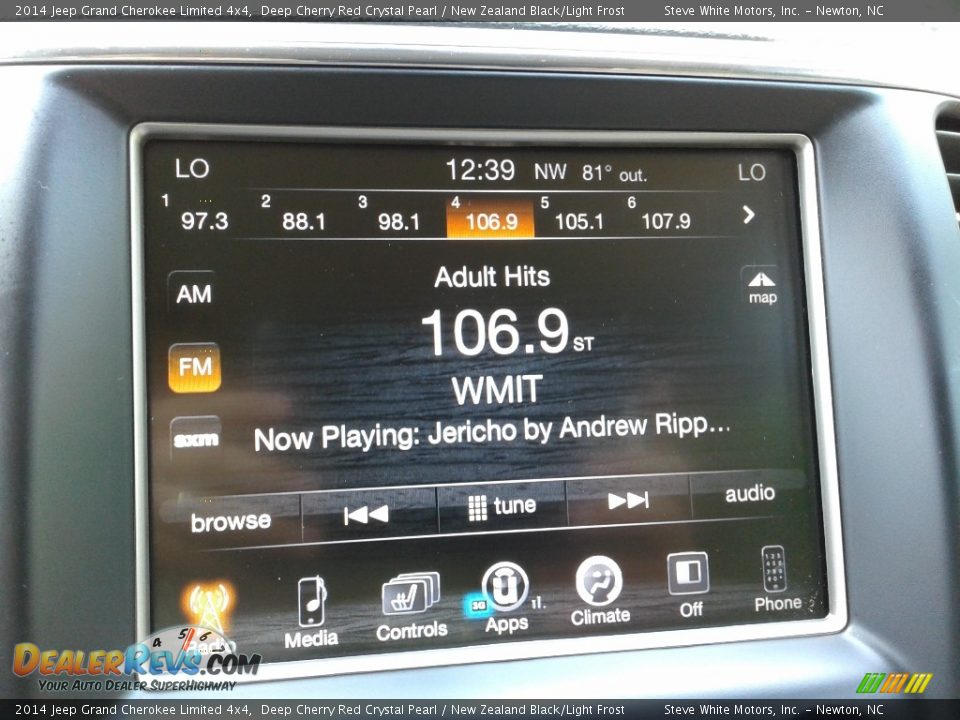 2014 Jeep Grand Cherokee Limited 4x4, Deep Cherry Red Crystal Pearl / New Zealand Black/Light Frost Steve White Motors, Inc. - Newton, NC
LO 12:39 NW 81° out. LO
1 97.3 2 88.1 3 98.1 4 106.9 5 105.1 6 107.9
Adult Hits
AM
map
106.9 ST
FM
WMIT
sxm
Now Playing: Jericho by Andrew Ripp...
browse tune audio
Radio Media Controls 3G Apps Climate Off Phone
4 5 6
DealerRevs.com
Your Auto Dealer SuperHighway
2014 Jeep Grand Cherokee Limited 4x4, Deep Cherry Red Crystal Pearl / New Zealand Black/Light Frost Steve White Motors, Inc. - Newton, NC